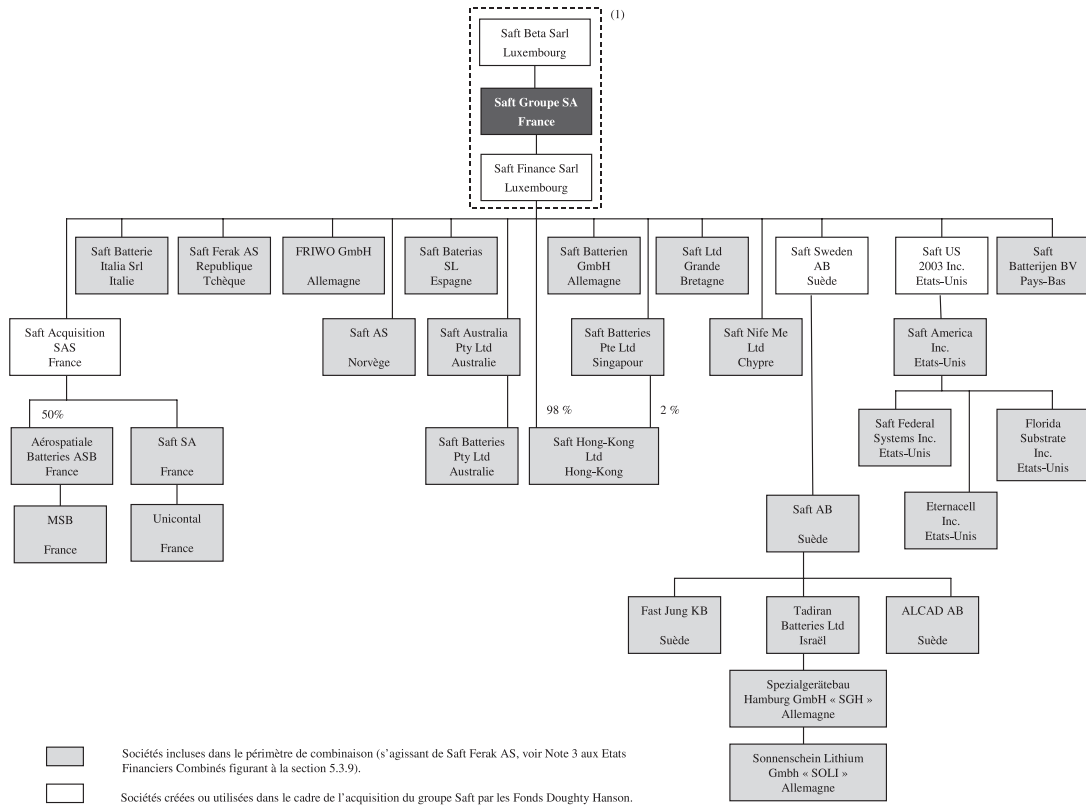 (1)
Saft Beta Sarl
Luxembourg
Saft Groupe SA
France
Saft Finance Sarl
Luxembourg
Saft Batterie
Italia Srl
Italie
Saft Ferak AS
Republique
Tchèque
FRIWO GmbH
Allemagne
Saft Baterias
SL
Espagne
Saft Batterien
GmbH
Allemagne
Saft Ltd
Grande
Bretagne
Saft Sweden
AB
Suède
Saft US
2003 Inc.
Etats-Unis
Saft
Batterijen BV
Pays-Bas
Saft Acquisition
SAS
France
Saft AS
Norvège
Saft Australia
Pty Ltd
Australie
Saft Batteries
Pte Ltd
Singapour
Saft Nife Me
Ltd
Chypre
Saft America
Inc.
Etats-Unis
50%
98 %
2 %
Aérospatiale
Batteries ASB
France
Saft SA
France
Saft Batteries
Pty Ltd
Australie
Saft Hong-Kong
Ltd
Hong-Kong
Saft Federal
Systems Inc.
Etats-Unis
Florida
Substrate
Inc.
Etats-Unis
MSB
France
Unicontal
France
Saft AB
Suède
Eternacell
Inc.
Etats-Unis
Fast Jung KB
Suède
Tadiran
Batteries Ltd
Israël
ALCAD AB
Suède
Spezialgerätebau
Hamburg GmbH « SGH »
Allemagne
Sonnenschein Lithium
Gmbh « SOLI »
Allemagne
Sociétés incluses dans le périmètre de combinaison (s'agissant de Saft Ferak AS, voir Note 3 aux Etats
Financiers Combinés figurant à la section 5.3.9).
Sociétés créées ou utilisées dans le cadre de l'acquisition du groupe Saft par les Fonds Doughty Hanson.